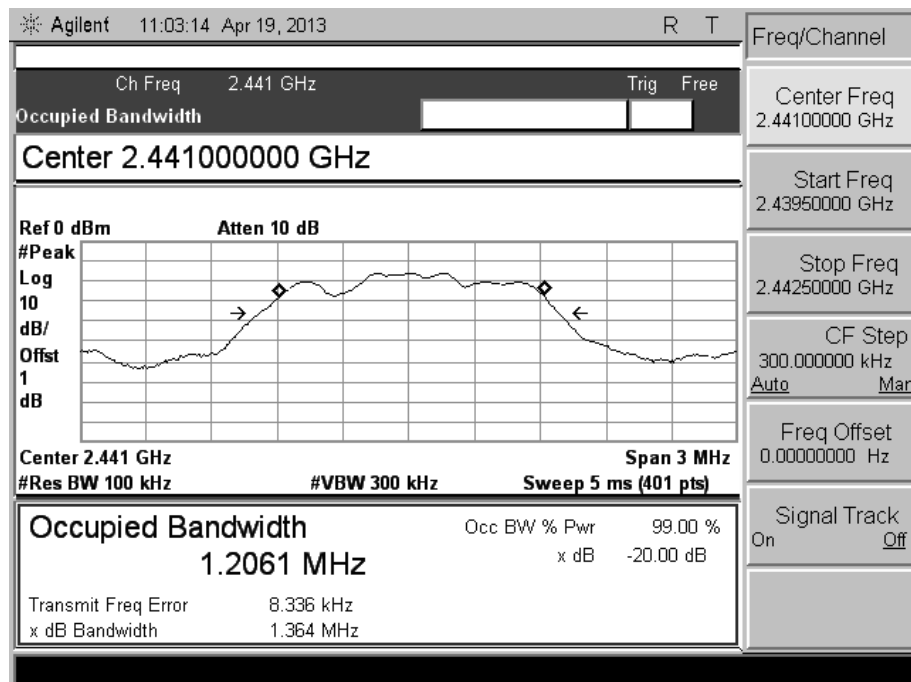 Agilent 11:03:14 Apr 19, 2013 R T
Ch Freq 2.441 GHz Trig Free
Occupied Bandwidth
Center 2.441000000 GHz
Ref 0 dBm Atten 10 dB
#Peak
Log
10
dB/
Offst
1
dB
Center 2.441 GHz Span 3 MHz
#Res BW 100 kHz #VBW 300 kHz Sweep 5 ms (401 pts)
Occupied Bandwidth Occ BW % Pwr 99.00 %
1.2061 MHz x dB -20.00 dB
Transmit Freq Error 8.336 kHz
x dB Bandwidth 1.364 MHz
Freq/Channel
Center Freq
2.44100000 GHz
Start Freq
2.43950000 GHz
Stop Freq
2.44250000 GHz
CF Step
300.000000 kHz
Auto Mar
Freq Offset
0.00000000 Hz
Signal Track
On Off